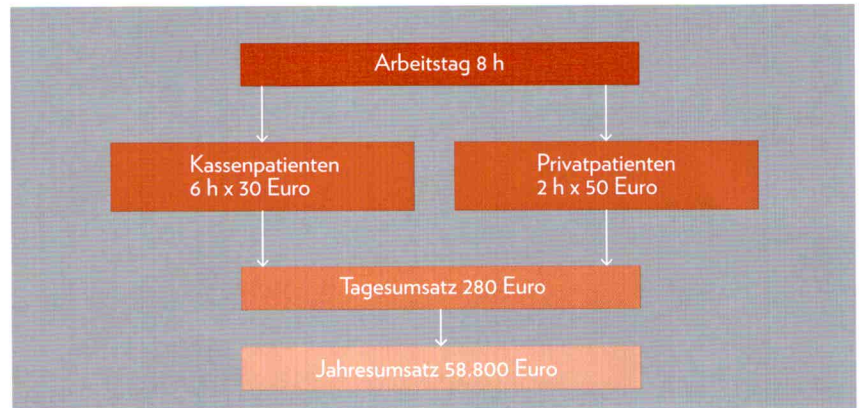 Arbeitstag 8 h
Kassenpatienten
6 h x 30 Euro
Privatpatienten
2 h x 50 Euro
Tagesumsatz 280 Euro
Jahresumsatz 58.800 Euro